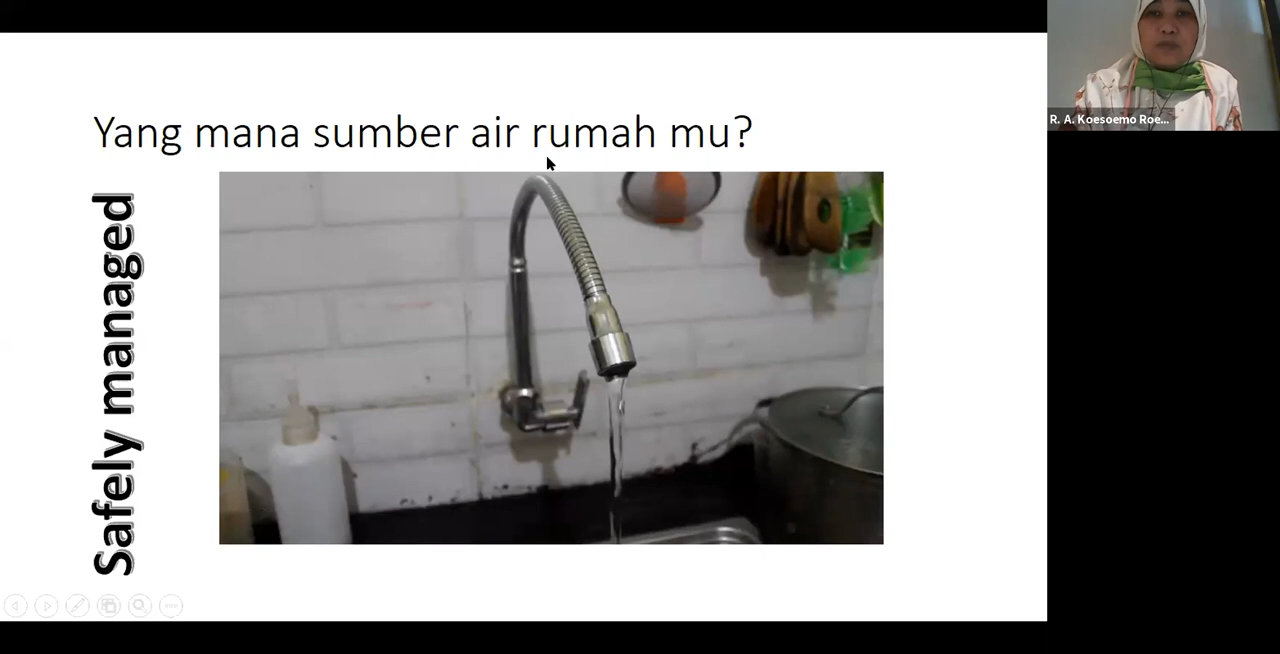 Yang mana sumber air rumah mu?
Safely managed
R. A. Koesoemo Roe...